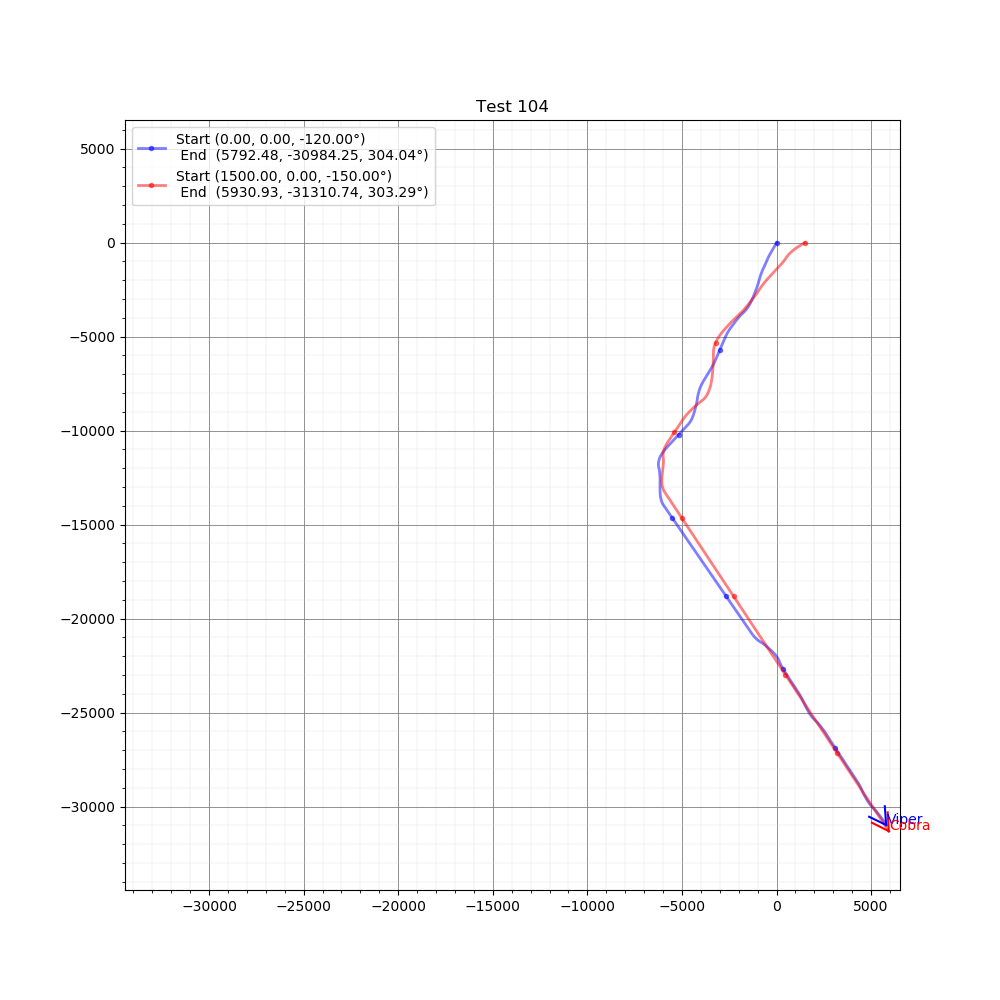 Test 104
Start (0.00, 0.00, -120.00°)
End (5792.48, -30984.25, 304.04°)
Start (1500.00, 0.00, -150.00°)
End (5930.93, -31310.74, 303.29°)
5000
0
−5000
−10000
−15000
−20000
−25000
−30000
Viper
Cobra
−30000 −25000 −20000 −15000 −10000 −5000 0 5000